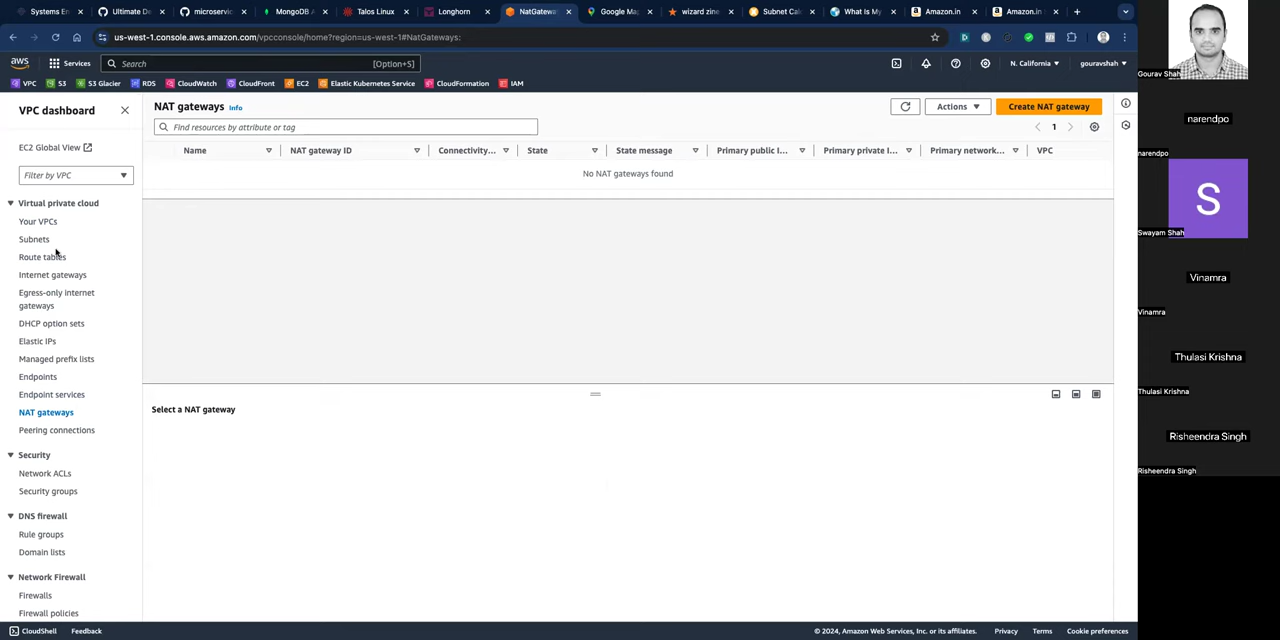 Systems En
Ultimate De
microservic
MongoDB A
Talos Linux
Longhorn
NatGateway
Google Map
wizard zine
Subnet Calc
What Is My
Amazon.in
Amazon.in
us-west-1.console.aws.amazon.com/vpcconsole/home?region=us-west-1#NatGateways:
aws
Services
Search
[Option+S]
N. California
gouravshah
VPC
S3
S3 Glacier
RDS
CloudWatch
CloudFront
EC2
Elastic Kubernetes Service
CloudFormation
IAM
VPC dashboard
EC2 Global View
Filter by VPC
Virtual private cloud
Your VPCs
Subnets
Route tables
Internet gateways
Egress-only internet
gateways
DHCP option sets
Elastic IPs
Managed prefix lists
Endpoints
Endpoint services
NAT gateways
Peering connections
Security
Network ACLs
Security groups
DNS firewall
Rule groups
Domain lists
Network Firewall
Firewalls
Firewall policies
NAT gateways
Info
Actions
Create NAT gateway
Find resources by attribute or tag
1
Name
NAT gateway ID
Connectivity...
State
State message
Primary public I...
Primary private I...
Primary network...
VPC
No NAT gateways found
Select a NAT gateway
CloudShell
Feedback
© 2024, Amazon Web Services, Inc. or its affiliates.
Privacy
Terms
Cookie preferences
Gourav Shah
narendpo
narendpo
S
Swayam Shah
Vinamra
Vinamra
Thulasi Krishna
Thulasi Krishna
Risheendra Singh
Risheendra Singh